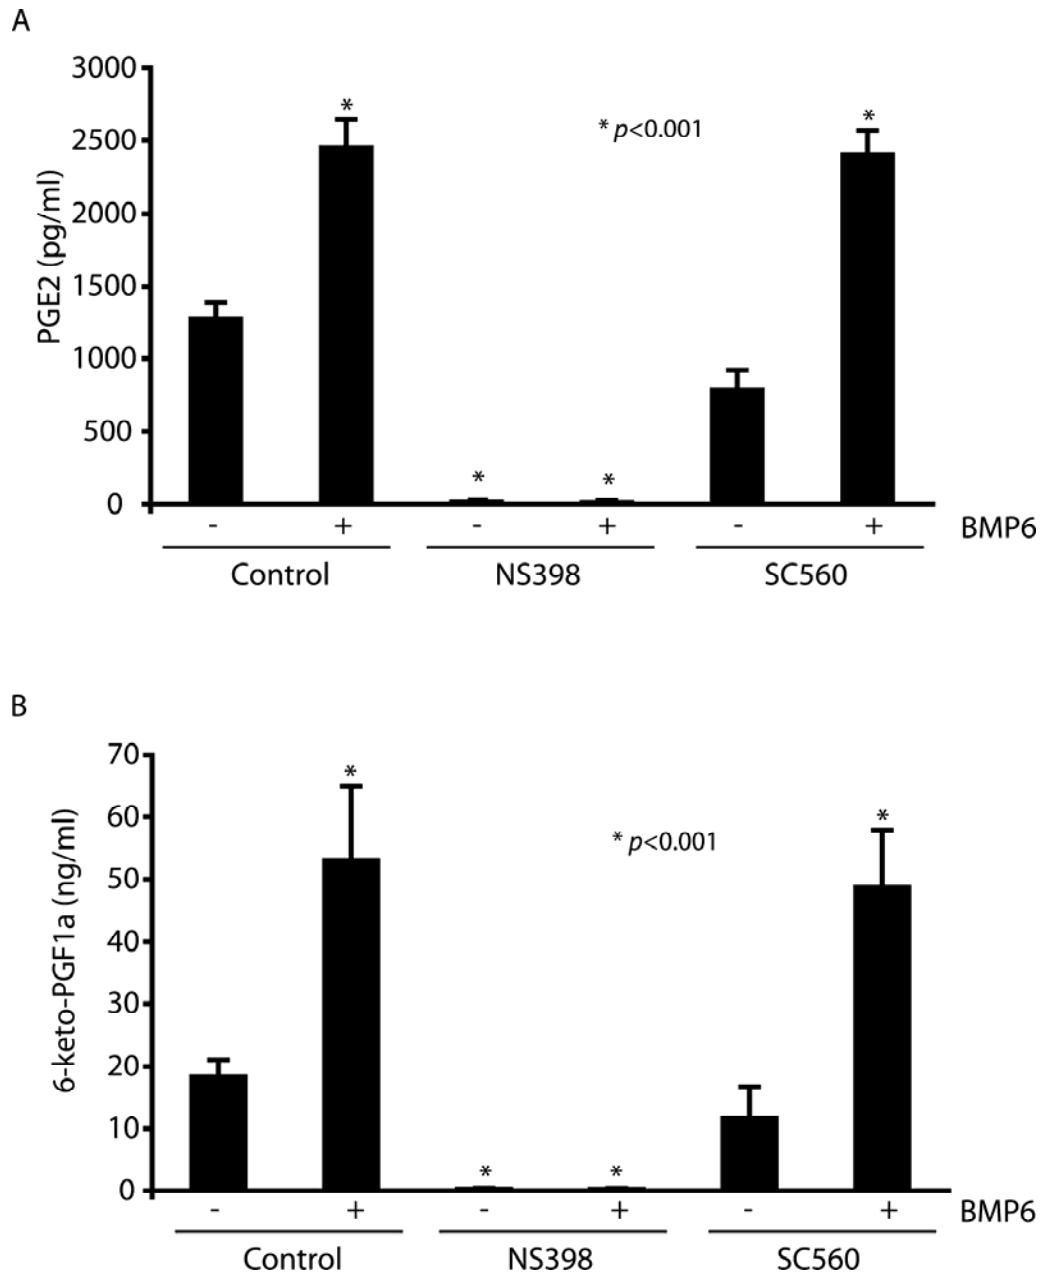 A
3000
2500
2000
1500
1000
500
0
PGE2 (pg/ml)
*
* p<0.001
*
*
*
- + - + - + BMP6
Control NS398 SC560
B
70
60
50
40
30
20
10
0
6-keto-PGF1a (ng/ml)
*
* p<0.001
*
*
*
- + - + - + BMP6
Control NS398 SC560